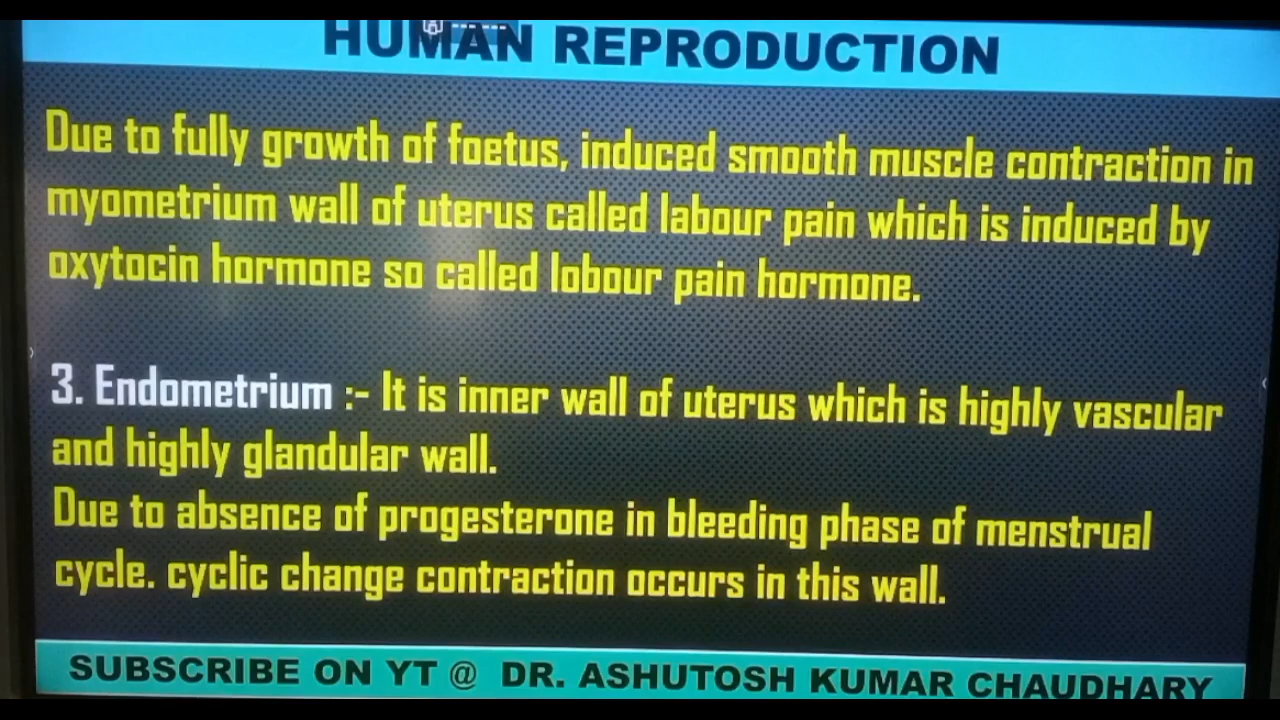 HUMAN REPRODUCTION
Due to fully growth of foetus, induced smooth muscle contraction in
myometrium wall of uterus called labour pain which is induced by
oxytocin hormone so called lobour pain hormone.
3. Endometrium :- It is inner wall of uterus which is highly vascular
and highly glandular wall.
Due to absence of progesterone in bleeding phase of menstrual
cycle. cyclic change contraction occurs in this wall.
SUBSCRIBE ON YT @ DR. ASHUTOSH KUMAR CHAUDHARY